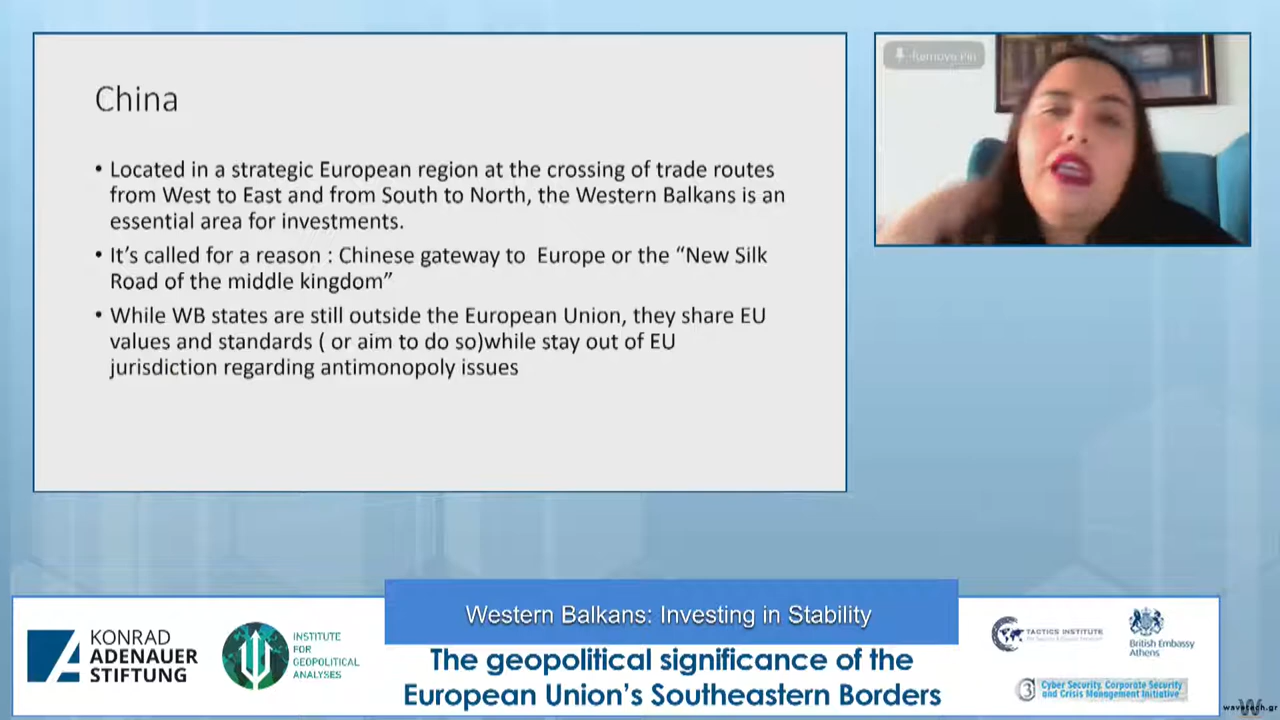 China
• Located in a strategic European region at the crossing of trade routes
from West to East and from South to North, the Western Balkans is an
essential area for investments.
• It’s called for a reason : Chinese gateway to  Europe or the “New Silk
Road of the middle kingdom”
• While WB states are still outside the European Union, they share EU
values and standards ( or aim to do so)while stay out of EU
jurisdiction regarding antimonopoly issues
Remove Pin
Western Balkans: Investing in Stability
The geopolitical significance of the
European Union’s Southeastern Borders
KONRAD
ADENAUER
STIFTUNG
INSTITUTE
FOR
GEOPOLITICAL
ANALYSES
TACTICS INSTITUTE
British Embassy
Athens
3 Cyber Security, Corporate Security
and Crisis Management Initiative
wavetech.gr